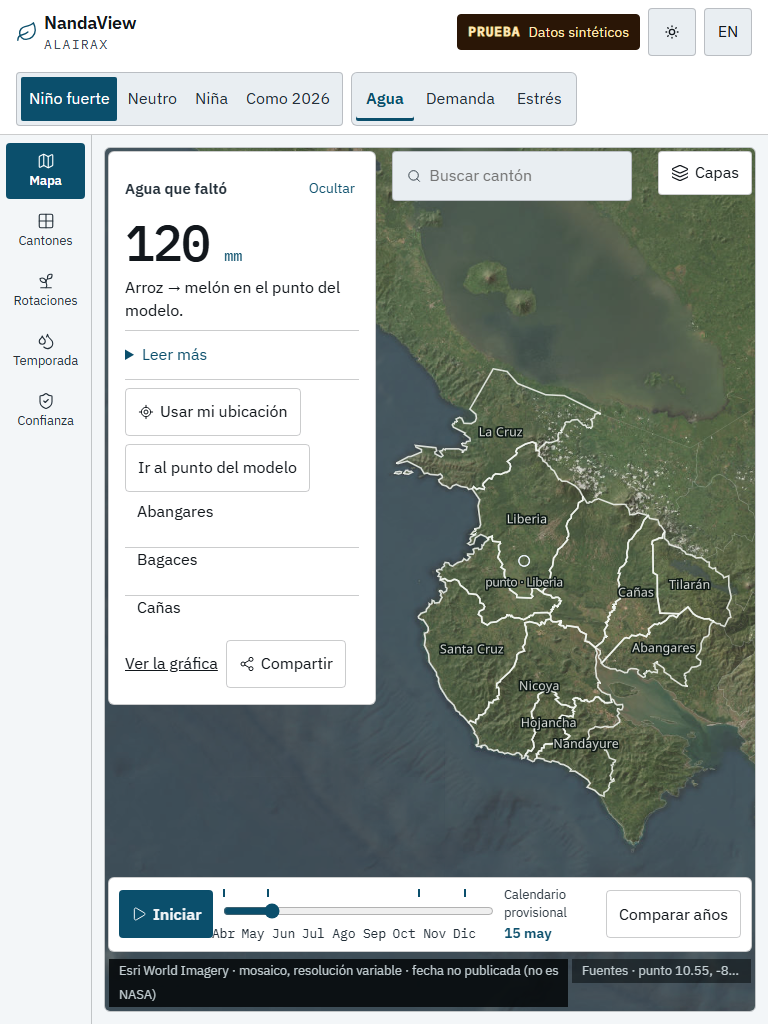 NandaView
ALAIRAX
PRUEBA Datos sintéticos
EN
Niño fuerte Neutro Niña Como 2026
Agua Demanda Estrés
Mapa
Cantones
Rotaciones
Temporada
Confianza
Agua que faltó Ocultar
120 mm
Arroz → melón en el punto del
modelo.
Leer más
Usar mi ubicación
Ir al punto del modelo
Abangares
Bagaces
Cañas
Ver la gráfica Compartir
Buscar cantón
Capas
La Cruz
Liberia
punto · Liberia
Cañas
Tilarán
Santa Cruz
Abangares
Nicoya
Hojancha
Nandayure
Iniciar
Abr May Jun Jul Ago Sep Oct Nov Dic
Calendario
provisional
15 may
Comparar años
Esri World Imagery · mosaico, resolución variable · fecha no publicada (no es
NASA)
Fuentes · punto 10.55, -8...